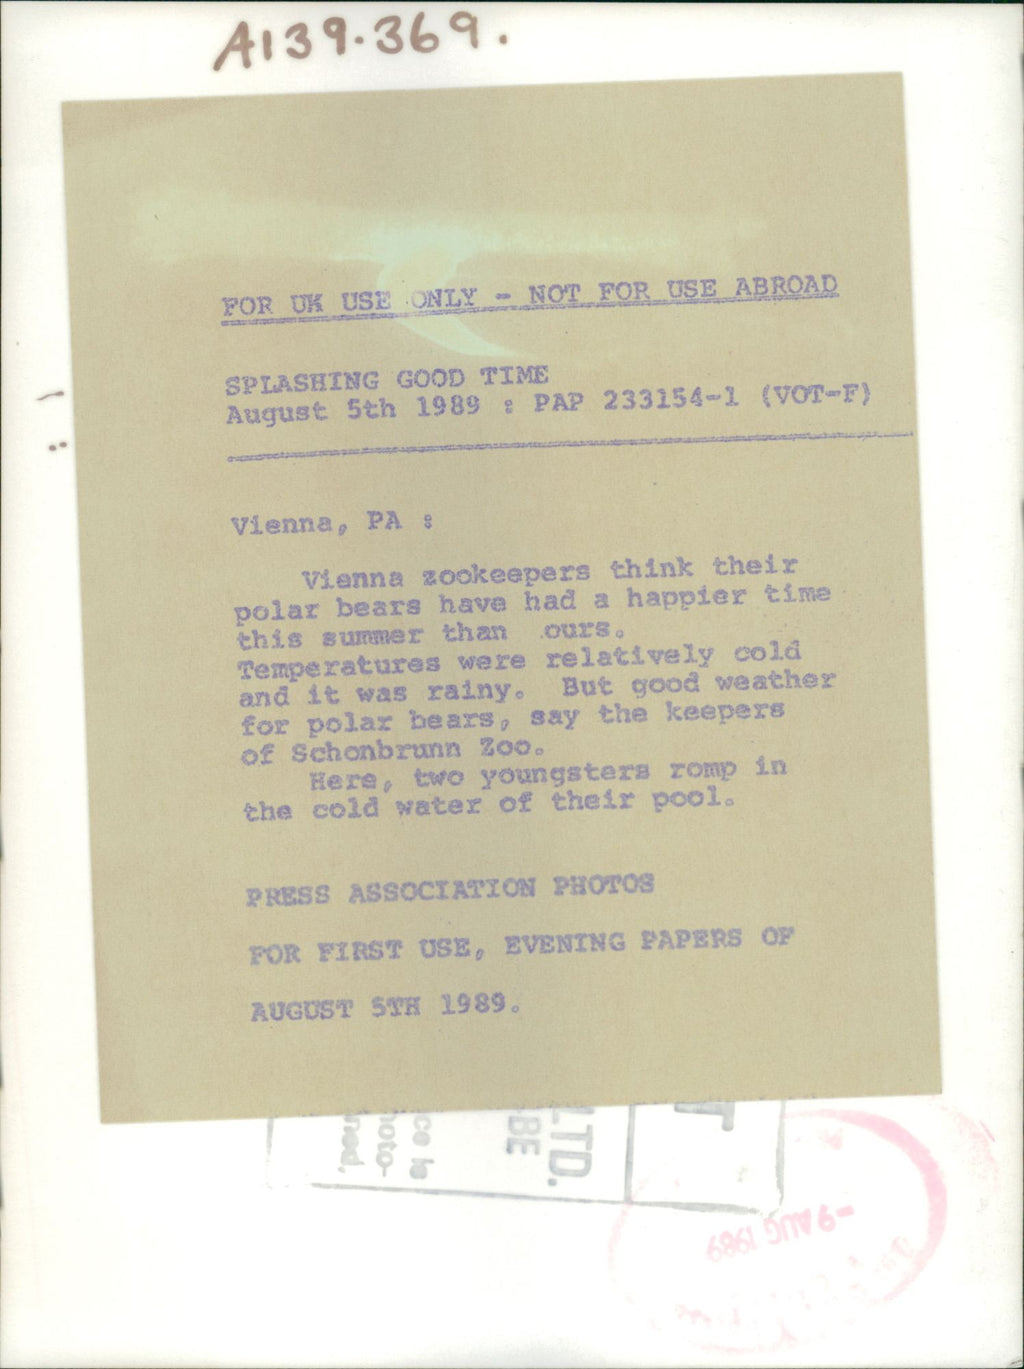 A139.369.
FOR UK USE ONLY - NOT FOR USE ABROAD
SPLASHING GOOD TIME
August 5th 1989 : PAP 233154-1 (VOT-F)
Vienna, PA :
Vienna zookeepers think their
polar bears have had a happier time
this summer than ours.
Temperatures were relatively cold
and it was rainy. But good weather
for polar bears, say the keepers
of Schonbrunn Zoo.
Here, two youngsters romp in
the cold water of their pool.
PRESS ASSOCIATION PHOTOS
FOR FIRST USE, EVENING PAPERS OF
AUGUST 5TH 1989.
LTD.
-9 AUG 1989